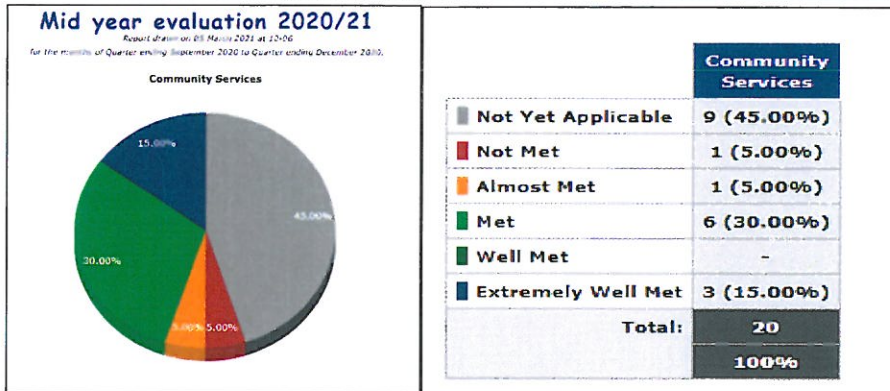 Mid year evaluation 2020/21
Report drawn on 05 March 2021 at 12:06
for the months of Quarter ending September 2020 to Quarter ending December 2020.
Community Services
15.00%
45.00%
30.00%
5.00%
5.00%
Community
Services
Not Yet Applicable 9 (45.00%)
Not Met 1 (5.00%)
Almost Met 1 (5.00%)
Met 6 (30.00%)
Well Met -
Extremely Well Met 3 (15.00%)
Total: 20
100%